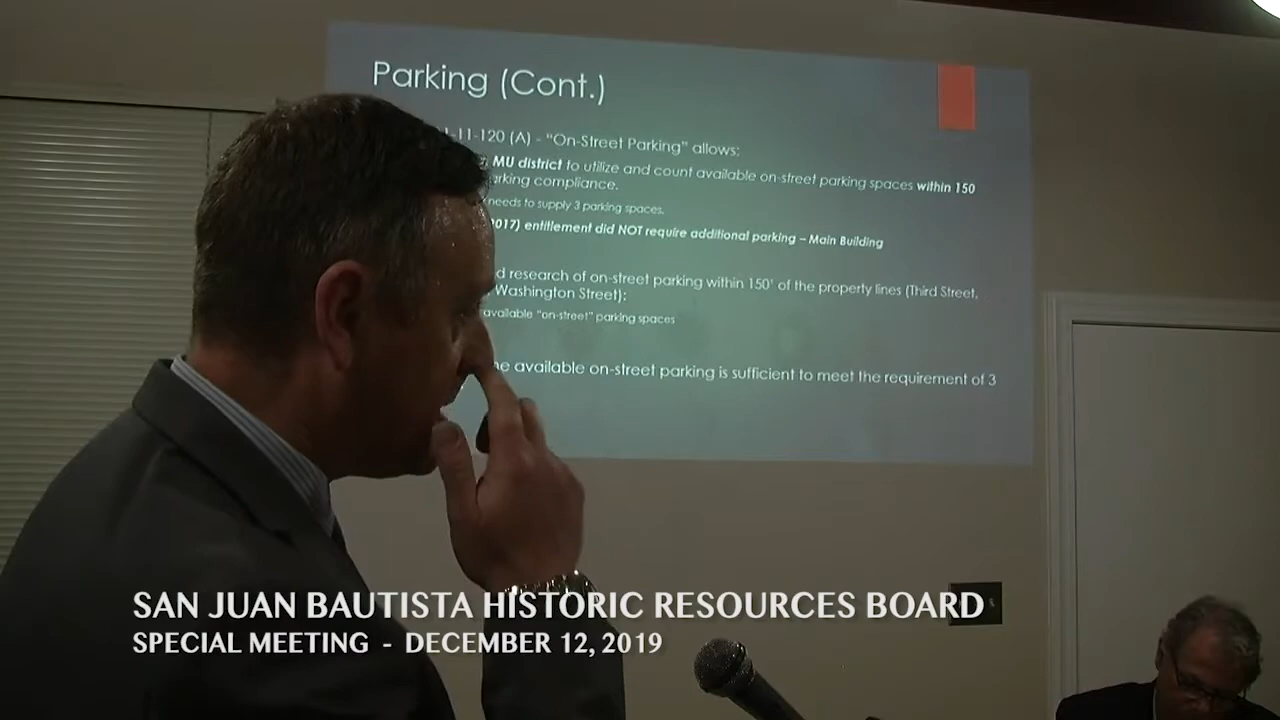 Parking (Cont.)
-11-120 (A) - “On-Street Parking” allows:
MU district to utilize and count available on-street parking spaces within 150
arking compliance.
needs to supply 3 parking spaces.
2017) entitlement did NOT require additional parking – Main Building
d research of on-street parking within 150' of the property lines (Third Street,
Washington Street):
available “on-street” parking spaces
he available on-street parking is sufficient to meet the requirement of 3
SAN JUAN BAUTISTA HISTORIC RESOURCES BOARD
SPECIAL MEETING - DECEMBER 12, 2019